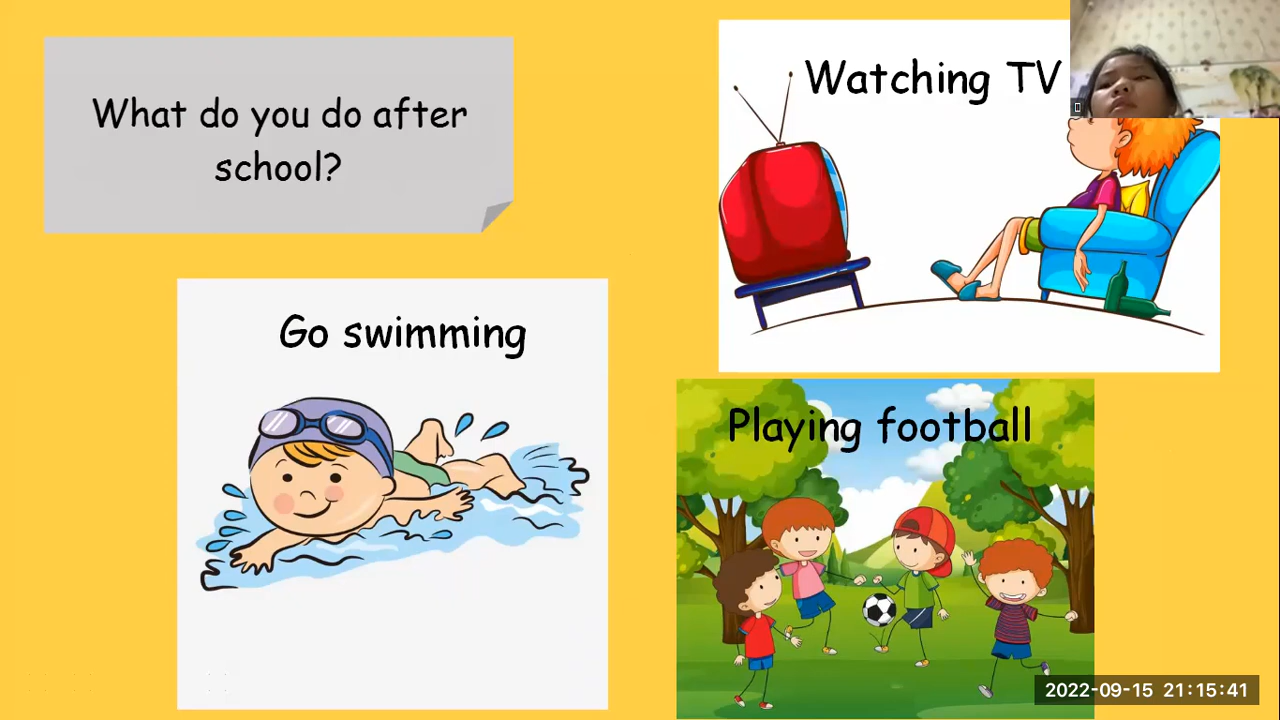 What do you do after
school?
Watching TV
Go swimming
Playing football
2022-09-15 21:15:41